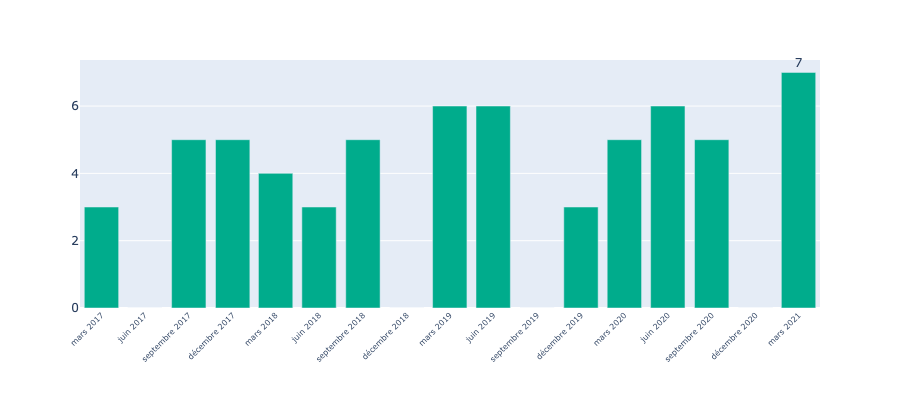 7
6
4
2
0
mars 2017
juin 2017
septembre 2017
décembre 2017
mars 2018
juin 2018
septembre 2018
décembre 2018
mars 2019
juin 2019
septembre 2019
décembre 2019
mars 2020
juin 2020
septembre 2020
décembre 2020
mars 2021